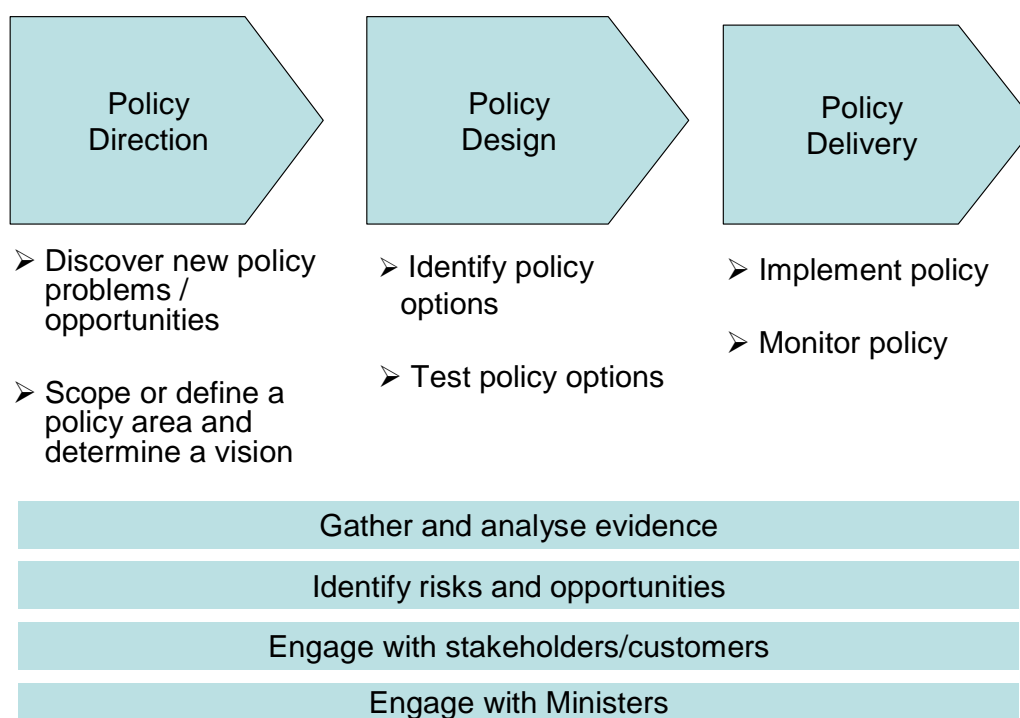 Policy
Direction
Policy
Design
Policy
Delivery
➢ Discover new policy
problems /
opportunities
➢ Scope or define a
policy area and
determine a vision
➢ Identify policy
options
➢ Test policy options
➢ Implement policy
➢ Monitor policy
Gather and analyse evidence
Identify risks and opportunities
Engage with stakeholders/customers
Engage with Ministers